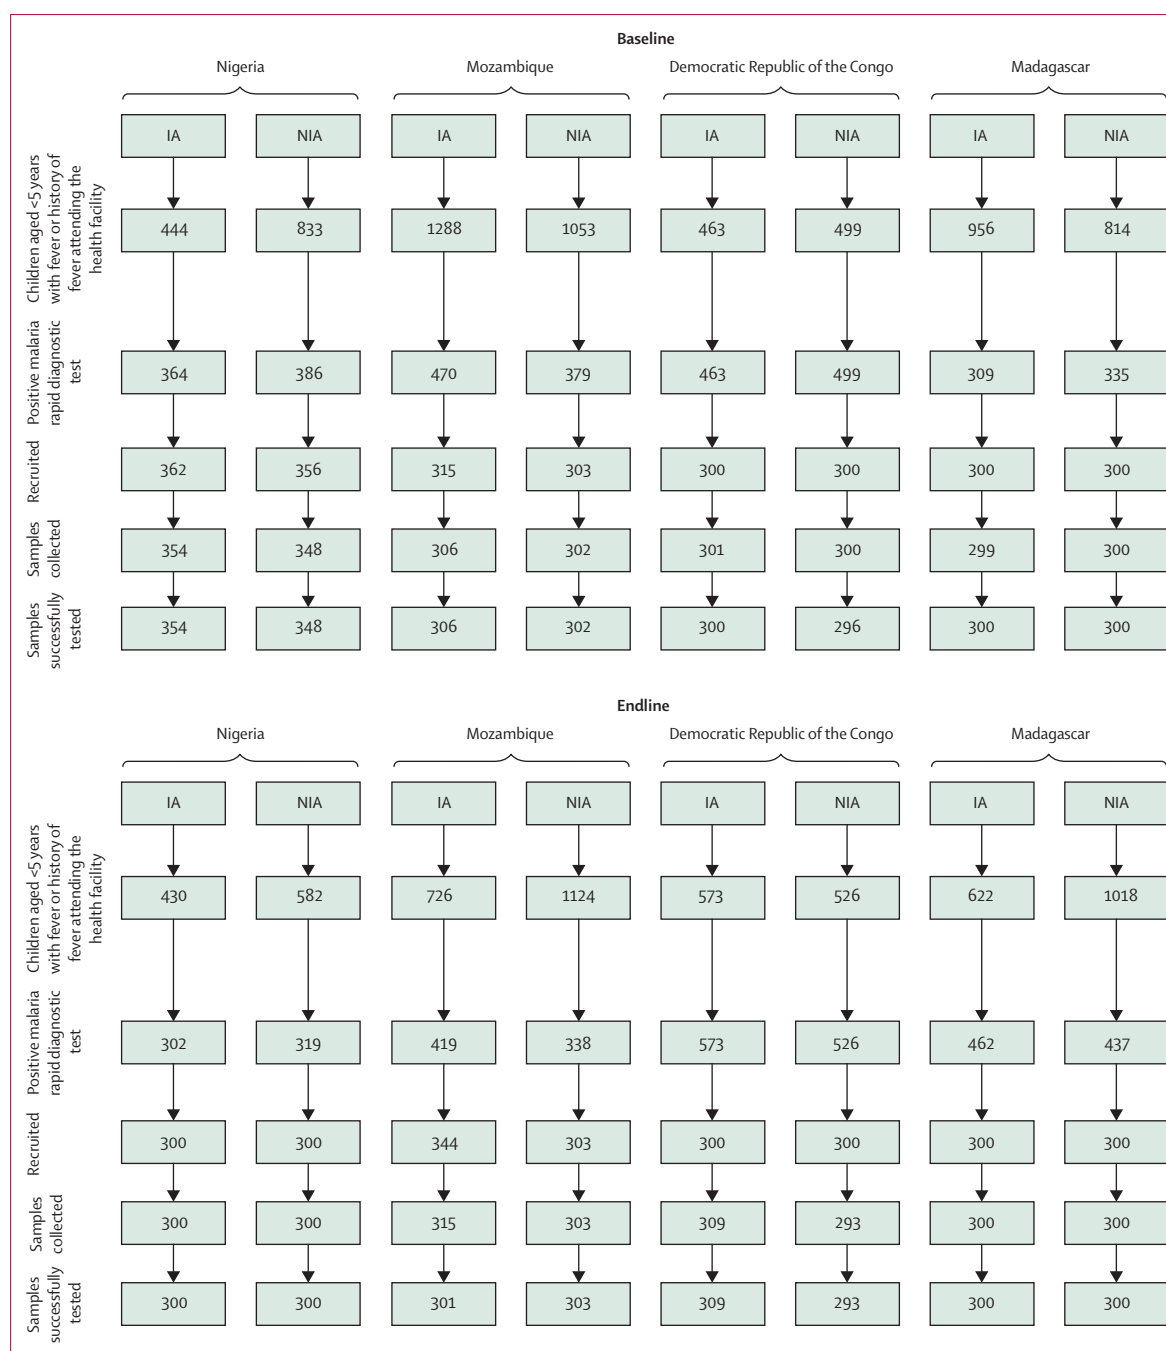 Baseline
Nigeria Mozambique Democratic Republic of the Congo Madagascar
IA NIA IA NIA IA NIA IA NIA
Children aged <5 years
with fever or history of
fever attending the
health facility
444 833 1288 1053 463 499 956 814
Positive malaria
rapid diagnostic
test
364 386 470 379 463 499 309 335
Recruited
362 356 315 303 300 300 300 300
Samples
collected
354 348 306 302 301 300 299 300
Samples
successfully
tested
354 348 306 302 300 296 300 300
Endline
Nigeria Mozambique Democratic Republic of the Congo Madagascar
IA NIA IA NIA IA NIA IA NIA
Children aged <5 years
with fever or history of
fever attending the
health facility
430 582 726 1124 573 526 622 1018
Positive malaria
rapid diagnostic
test
302 319 419 338 573 526 462 437
Recruited
300 300 344 303 300 300 300 300
Samples
collected
300 300 315 303 309 293 300 300
Samples
successfully
tested
300 300 301 303 309 293 300 300